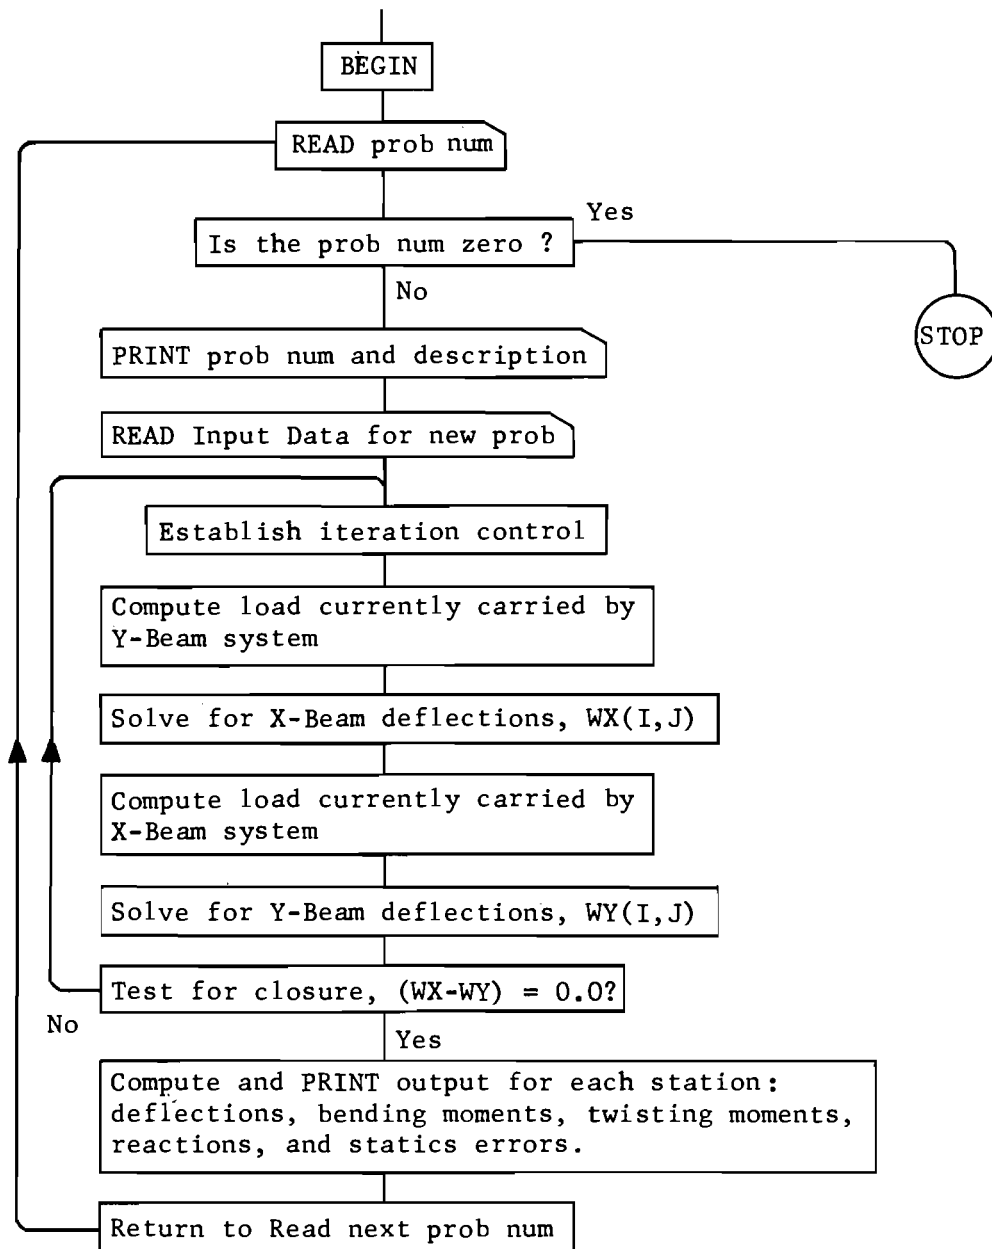 BEGIN
READ prob num
Is the prob num zero ?
Yes
No
STOP
PRINT prob num and description
READ Input Data for new prob
Establish iteration control
Compute load currently carried by
Y-Beam system
Solve for X-Beam deflections, WX(I,J)
Compute load currently carried by
X-Beam system
Solve for Y-Beam deflections, WY(I,J)
Test for closure, (WX-WY) = 0.0?
No
Yes
Compute and PRINT output for each station:
deflections, bending moments, twisting moments,
reactions, and statics errors.
Return to Read next prob num